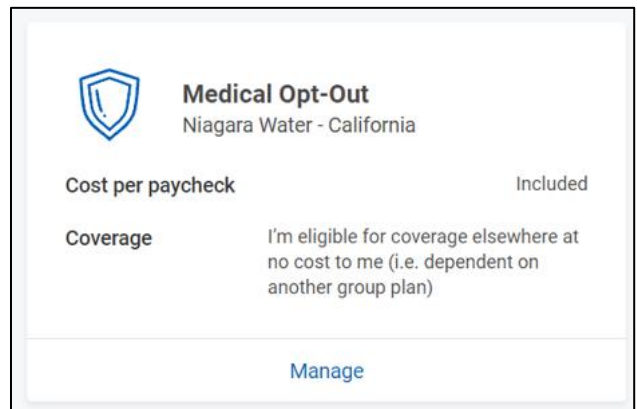 Medical Opt-Out
Niagara Water - California
Cost per paycheck Included
Coverage I'm eligible for coverage elsewhere at
no cost to me (i.e. dependent on
another group plan)
Manage